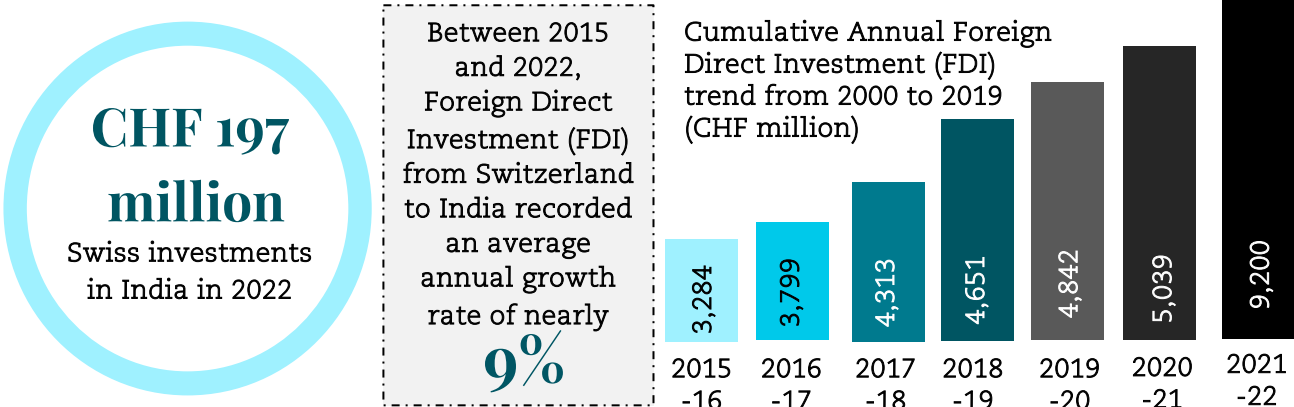 CHF 197
million
Swiss investments
in India in 2022
Between 2015
and 2022,
Foreign Direct
Investment (FDI)
from Switzerland
to India recorded
an average
annual growth
rate of nearly
9%
Cumulative Annual Foreign
Direct Investment (FDI)
trend from 2000 to 2019
(CHF million)
3,284
3,799
4,313
4,651
4,842
5,039
9,200
2015 2016 2017 2018 2019 2020 2021
-16 -17 -18 -19 -20 -21 -22